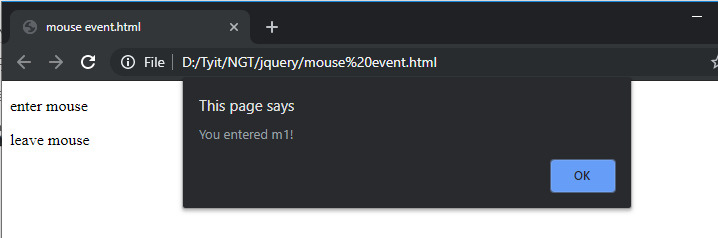 mouse event.html
File
D:/Tyit/NGT/jquery/mouse%20event.html
This page says
You entered m1!
OK
enter mouse
leave mouse